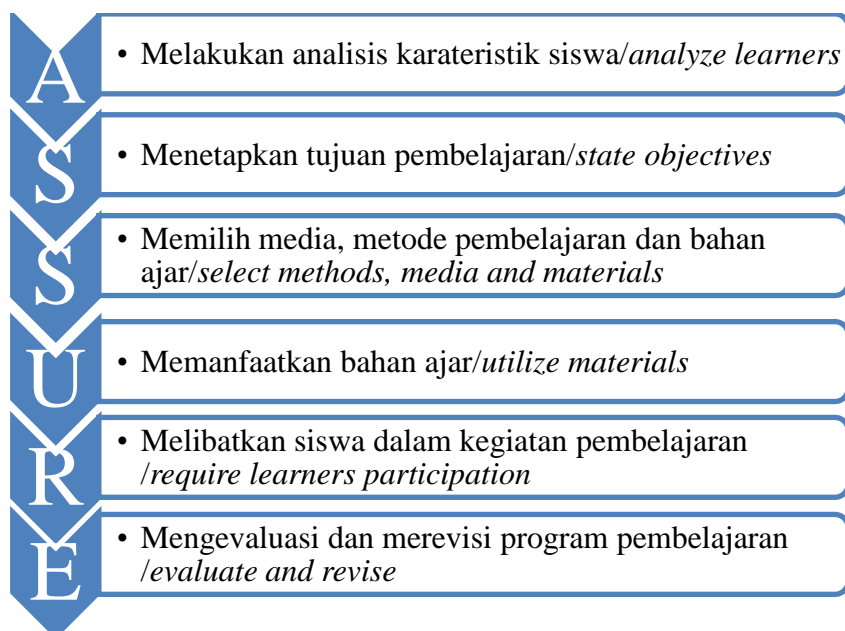 A
• Melakukan analisis karateristik siswa/analyze learners
S
• Menetapkan tujuan pembelajaran/state objectives
S
• Memilih media, metode pembelajaran dan bahan
ajar/select methods, media and materials
U
• Memanfaatkan bahan ajar/utilize materials
R
• Melibatkan siswa dalam kegiatan pembelajaran
/require learners participation
E
• Mengevaluasi dan merevisi program pembelajaran
/evaluate and revise